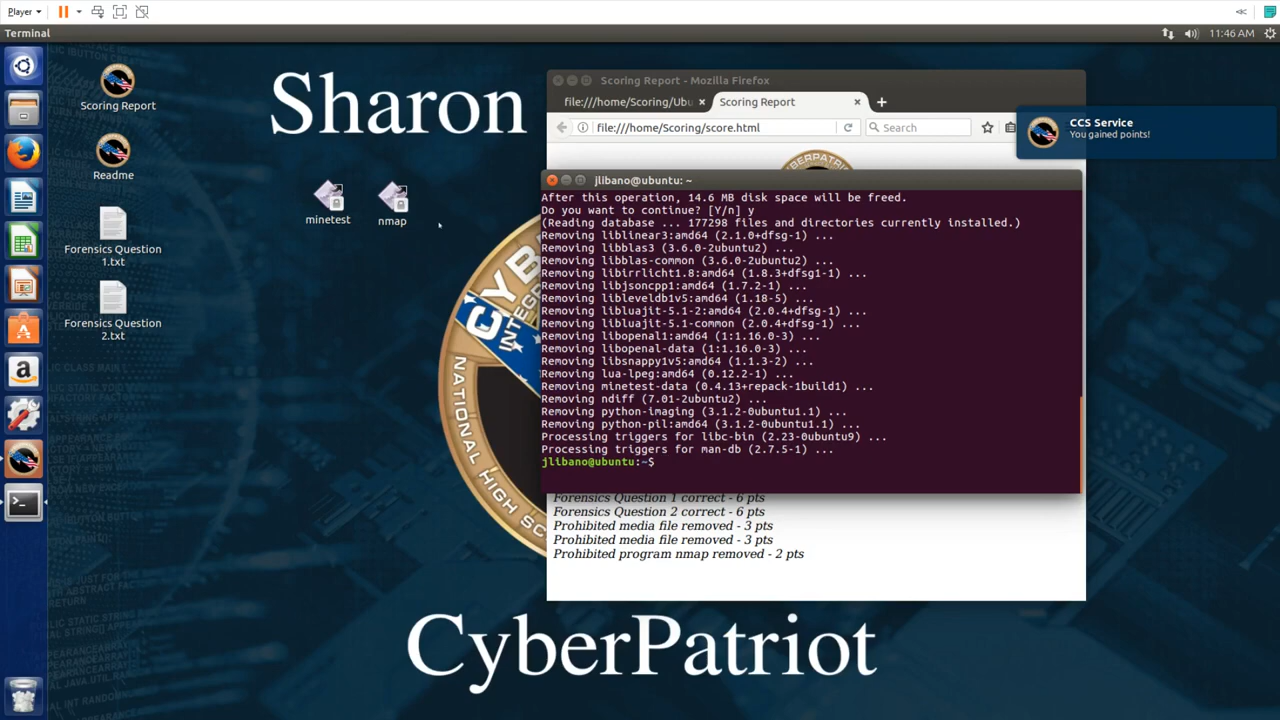 Player
Terminal
11:46 AM
Sharon
Scoring Report
Readme
Forensics Question
1.txt
Forensics Question
2.txt
minetest
nmap
Scoring Report - Mozilla Firefox
file:///home/Scoring/Ubu
Scoring Report
file:///home/Scoring/score.html
Search
CCS Service
You gained points!
jlibano@ubuntu: ~
After this operation, 14.6 MB disk space will be freed.
Do you want to continue? [Y/n] y
(Reading database ... 177298 files and directories currently installed.)
Removing liblinear3:amd64 (2.1.0+dfsg-1) ...
Removing libblas3 (3.6.0-2ubuntu2) ...
Removing libblas-common (3.6.0-2ubuntu2) ...
Removing libirrlicht1.8:amd64 (1.8.3+dfsg1-1) ...
Removing libjsoncpp1:amd64 (1.7.2-1) ...
Removing libleveldb1v5:amd64 (1.18-5) ...
Removing libluajit-5.1-2:amd64 (2.0.4+dfsg-1) ...
Removing libluajit-5.1-common (2.0.4+dfsg-1) ...
Removing libopenal1:amd64 (1:1.16.0-3) ...
Removing libopenal-data (1:1.16.0-3) ...
Removing libsnappy1v5:amd64 (1.1.3-2) ...
Removing lua-lpeg:amd64 (0.12.2-1) ...
Removing minetest-data (0.4.13+repack-1build1) ...
Removing ndiff (7.01-2ubuntu2) ...
Removing python-imaging (3.1.2-0ubuntu1.1) ...
Removing python-pil:amd64 (3.1.2-0ubuntu1.1) ...
Processing triggers for libc-bin (2.23-0ubuntu9) ...
Processing triggers for man-db (2.7.5-1) ...
jlibano@ubuntu:~$
Forensics Question 1 correct - 6 pts
Forensics Question 2 correct - 6 pts
Prohibited media file removed - 3 pts
Prohibited media file removed - 3 pts
Prohibited program nmap removed - 2 pts
NATIONAL HIGH SC
CyberPatriot